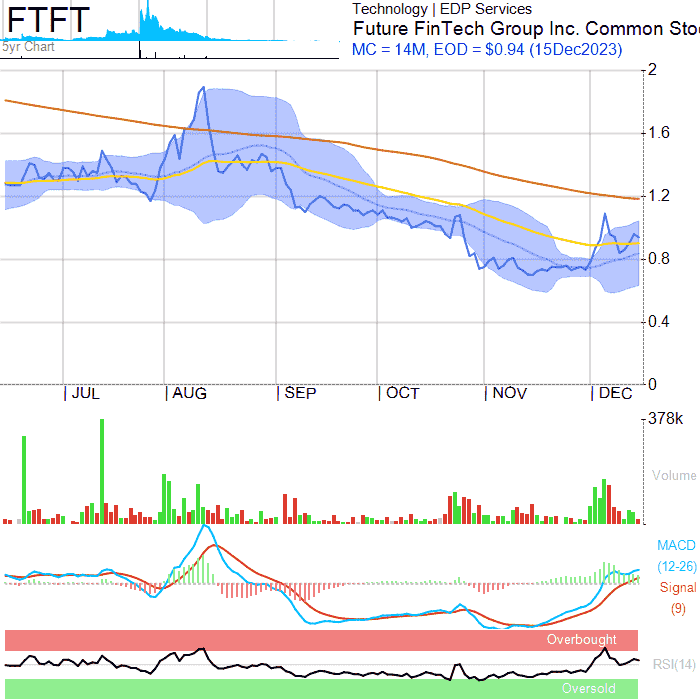 FTFT
5yr Chart
Technology | EDP Services
Future FinTech Group Inc. Common Sto
MC = 14M, EOD = $0.94 (15Dec2023)
2
1.6
1.2
0.8
0.4
0
JUL
AUG
SEP
OCT
NOV
DEC
378k
Volume
MACD
(12-26)
Signal
(9)
Overbought
RSI(14)
Oversold